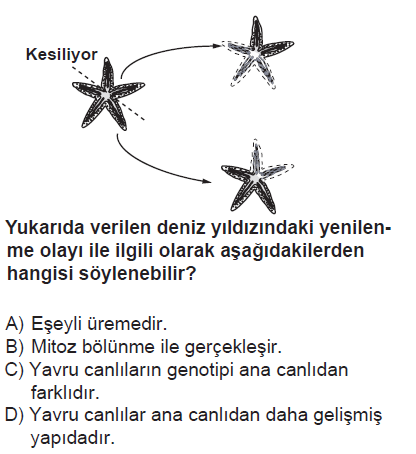 Kesiliyor
Yukarıda verilen deniz yıldızındaki yenilen-
me olayı ile ilgili olarak aşağıdakilerden
hangisi söylenebilir?
A) Eşeyli üremedir.
B) Mitoz bölünme ile gerçekleşir.
C) Yavru canlıların genotipi ana canlıdan
farklıdır.
D) Yavru canlılar ana canlıdan daha gelişmiş
yapıdadır.